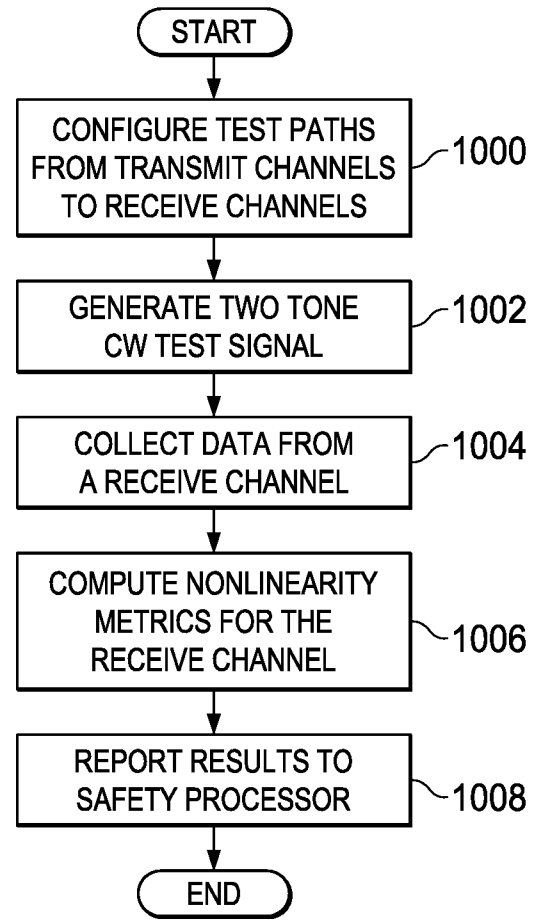 START
CONFIGURE TEST PATHS
FROM TRANSMIT CHANNELS
TO RECEIVE CHANNELS
1000
GENERATE TWO TONE
CW TEST SIGNAL
1002
COLLECT DATA FROM
A RECEIVE CHANNEL
1004
COMPUTE NONLINEARITY
METRICS FOR THE
RECEIVE CHANNEL
1006
REPORT RESULTS TO
SAFETY PROCESSOR
1008
END